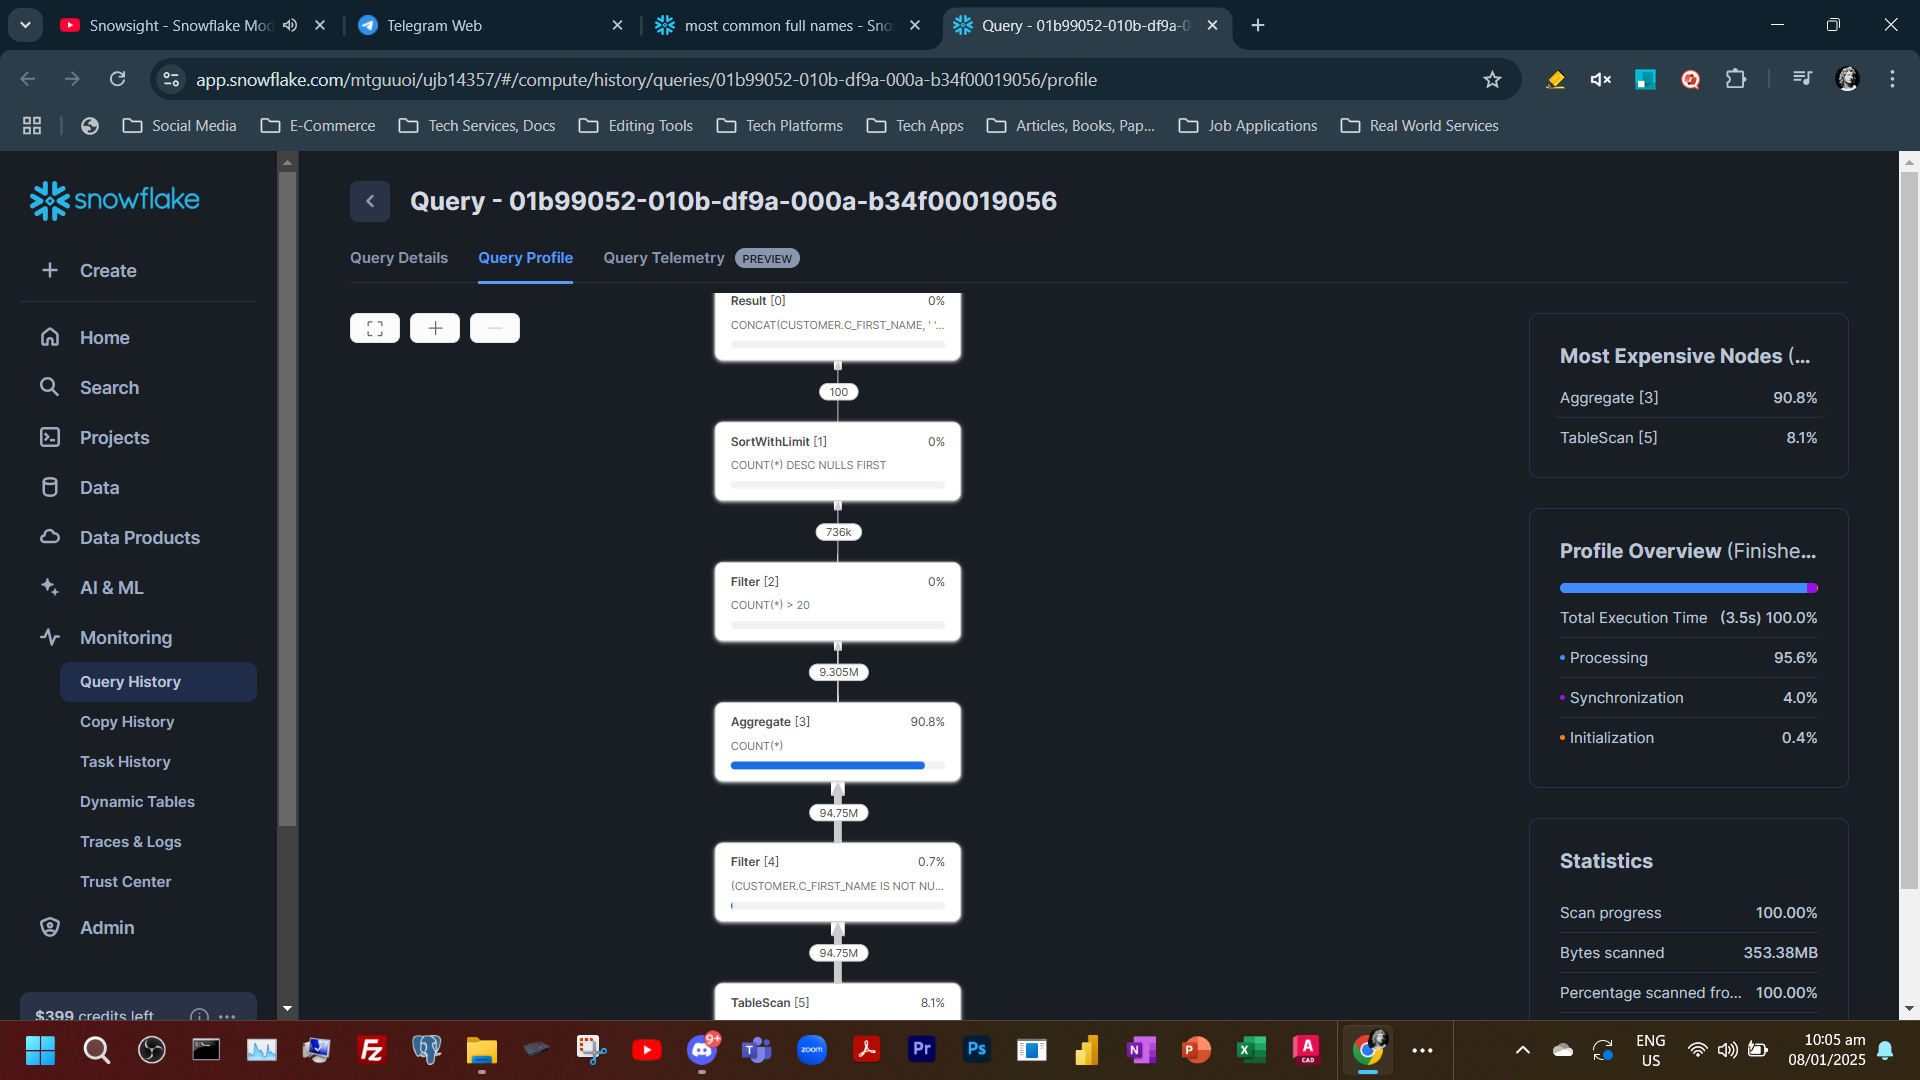 Snowsight - Snowflake Mod
Telegram Web
most common full names - Sno
Query - 01b99052-010b-df9a-0
app.snowflake.com/mtguuoi/ujb14357/#/compute/history/queries/01b99052-010b-df9a-000a-b34f00019056/profile
Social Media
E-Commerce
Tech Services, Docs
Editing Tools
Tech Platforms
Tech Apps
Articles, Books, Pap...
Job Applications
Real World Services
snowflake
Create
Home
Search
Projects
Data
Data Products
AI & ML
Monitoring
Query History
Copy History
Task History
Dynamic Tables
Traces & Logs
Trust Center
Admin
$399 credits left
Query - 01b99052-010b-df9a-000a-b34f00019056
Query Details
Query Profile
Query Telemetry
PREVIEW
Result [0] 0%
CONCAT(CUSTOMER.C_FIRST_NAME, ' '...
100
SortWithLimit [1] 0%
COUNT(*) DESC NULLS FIRST
736k
Filter [2] 0%
COUNT(*) > 20
9.305M
Aggregate [3] 90.8%
COUNT(*)
94.75M
Filter [4] 0.7%
(CUSTOMER.C_FIRST_NAME IS NOT NU...
94.75M
TableScan [5] 8.1%
Most Expensive Nodes (...
Aggregate [3] 90.8%
TableScan [5] 8.1%
Profile Overview (Finishe...
Total Execution Time (3.5s) 100.0%
Processing 95.6%
Synchronization 4.0%
Initialization 0.4%
Statistics
Scan progress 100.00%
Bytes scanned 353.38MB
Percentage scanned fro... 100.00%
9+
zoom
Pr
Ps
A
CAD
ENG
US
10:05 am
08/01/2025